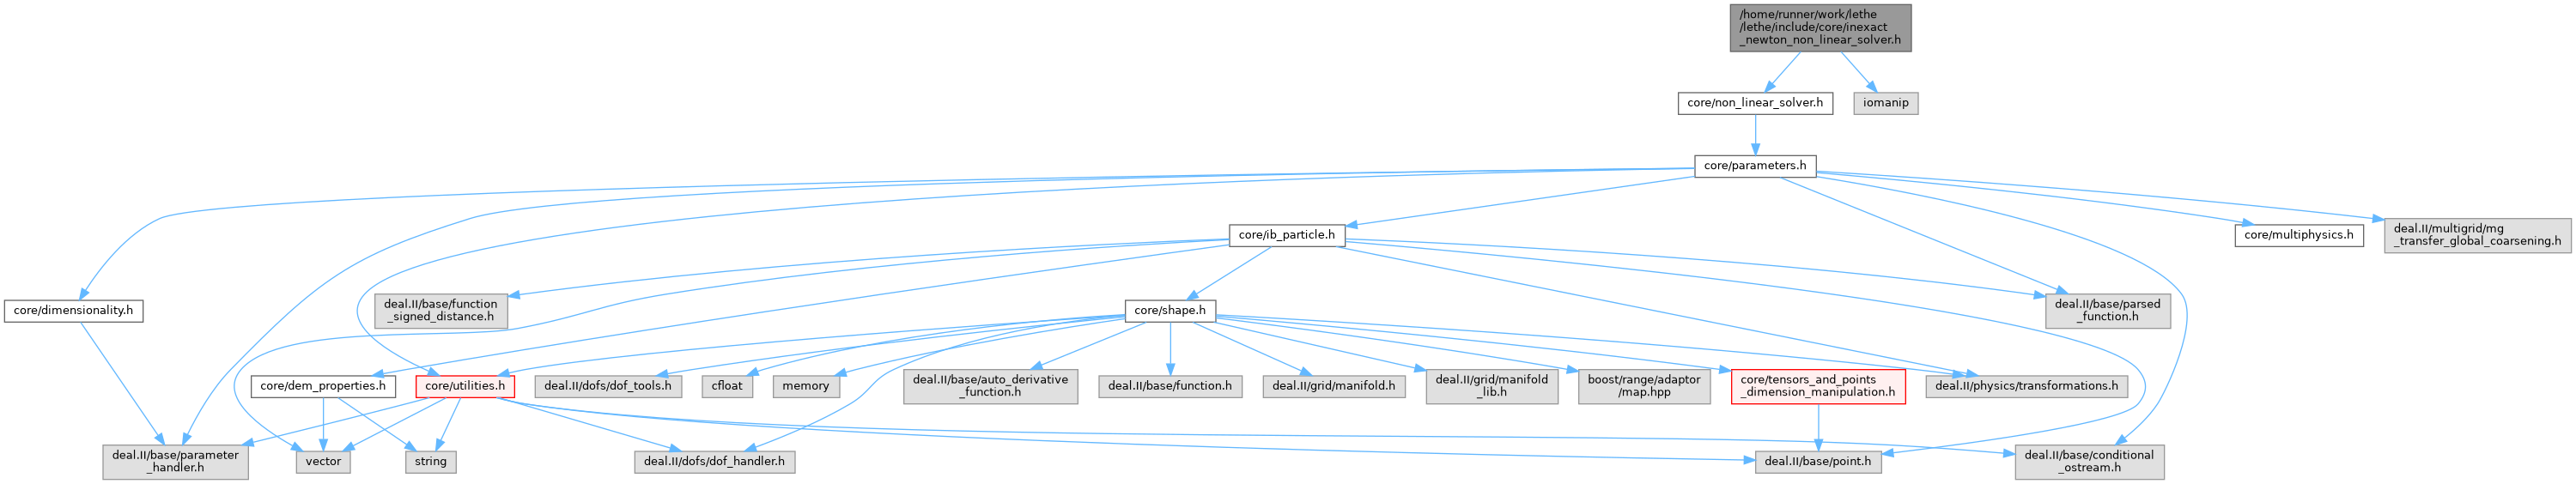 /home/runner/work/lethe
/lethe/include/core/inexact
_newton_non_linear_solver.h
core/non_linear_solver.h
iomanip
core/parameters.h
core/ib_particle.h
core/multiphysics.h
deal.II/multigrid/mg
_transfer_global_coarsening.h
core/dimensionality.h
deal.II/base/function
_signed_distance.h
core/shape.h
deal.II/base/parsed
_function.h
core/dem_properties.h
core/utilities.h
deal.II/dofs/dof_tools.h
cfloat
memory
deal.II/base/auto_derivative
_function.h
deal.II/base/function.h
deal.II/grid/manifold.h
deal.II/grid/manifold
_lib.h
boost/range/adaptor
/map.hpp
core/tensors_and_points
_dimension_manipulation.h
deal.II/physics/transformations.h
deal.II/base/parameter
_handler.h
vector
string
deal.II/dofs/dof_handler.h
deal.II/base/point.h
deal.II/base/conditional
_ostream.h